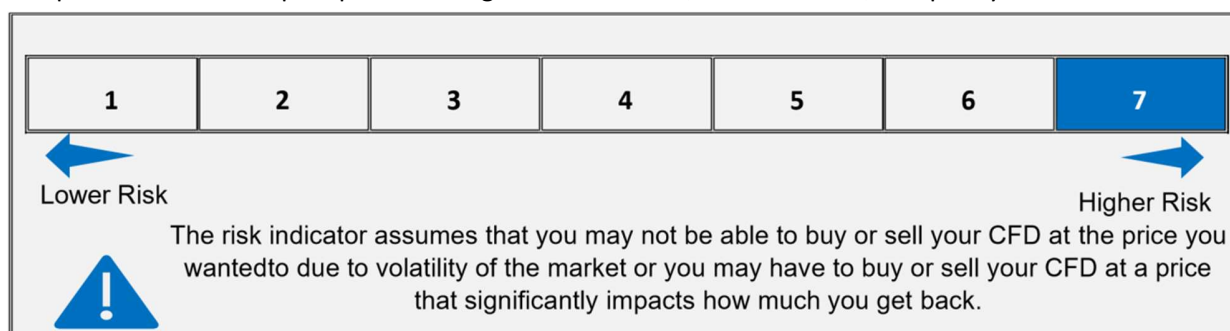 1 2 3 4 5 6 7
Lower Risk
Higher Risk
The risk indicator assumes that you may not be able to buy or sell your CFD at the price you
wantedto due to volatility of the market or you may have to buy or sell your CFD at a price
that significantly impacts how much you get back.